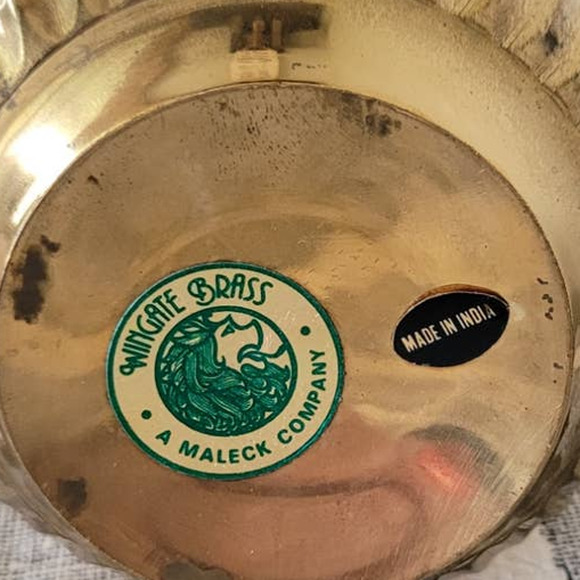 WINGATE BRASS
A MALECK COMPANY
MADE IN INDIA